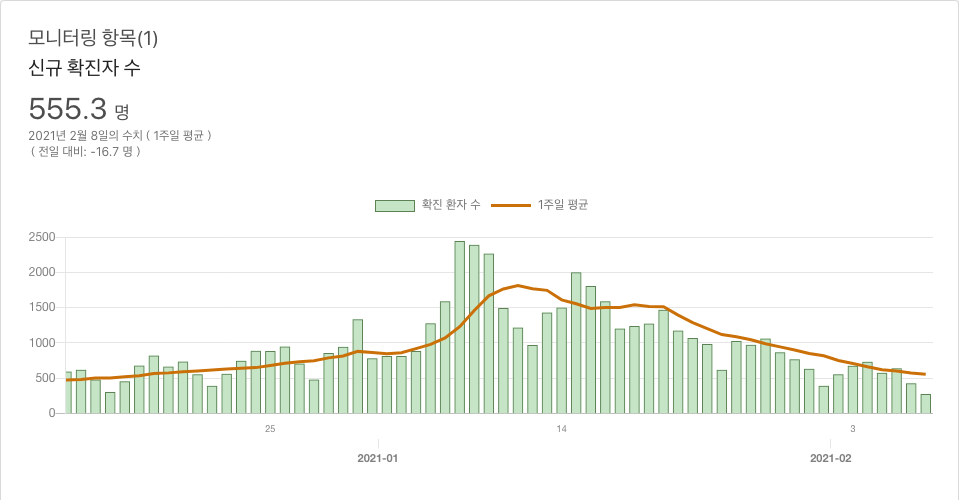 모니터링 항목(1)
신규 확진자 수
555.3 명
2021년 2월 8일의 수치 ( 1주일 평균 )
( 전일 대비: -16.7 명 )
확진 환자 수 1주일 평균
2500
2000
1500
1000
500
0
25 14 3
2021-01 2021-02